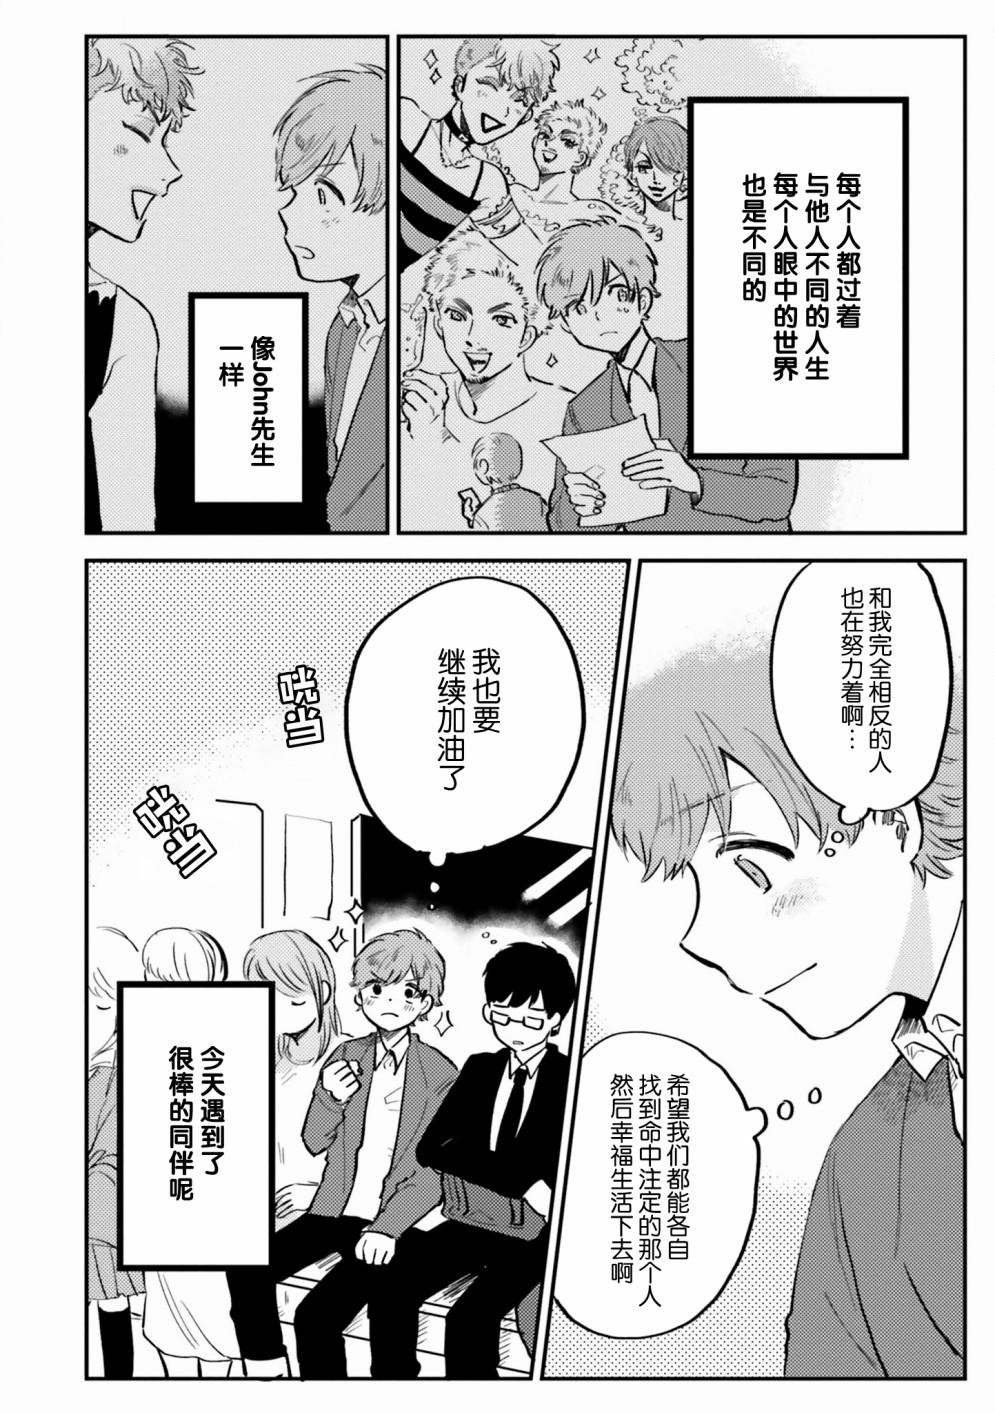 每个人都过着
与他人不同的人生
每个人眼中的世界
也是不同的
像John先生
一样
和我完全相反的人
也在努力着啊…
希望我们都能各自
找到命中注定的那个人
然后幸福生活下去啊
我也要
继续加油了
咣当
咣当
今天遇到了
很棒的同伴呢